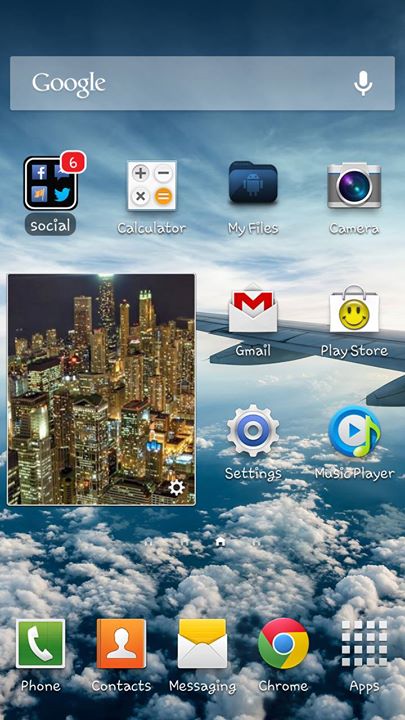 Google
6
social
Calculator
My Files
Camera
Gmail
Play Store
Settings
Music Player
Phone
Contacts
Messaging
Chrome
Apps